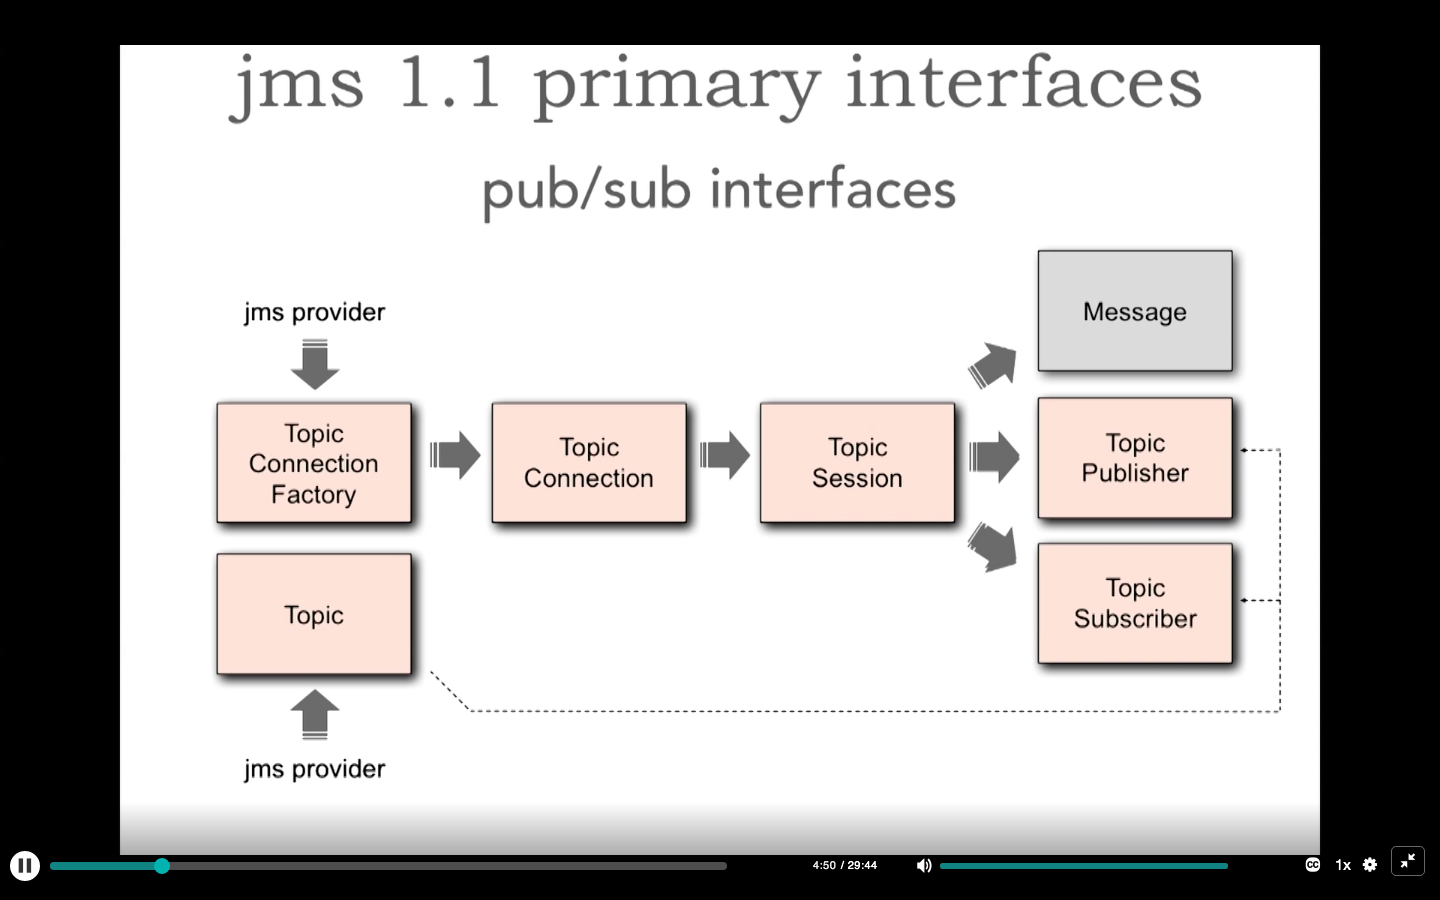 jms 1.1 primary interfaces
pub/sub interfaces
jms provider
Message
Topic
Connection
Factory
Topic
Connection
Topic
Session
Topic
Publisher
Topic
Topic
Subscriber
jms provider
4:50 / 29:44
CC
1x